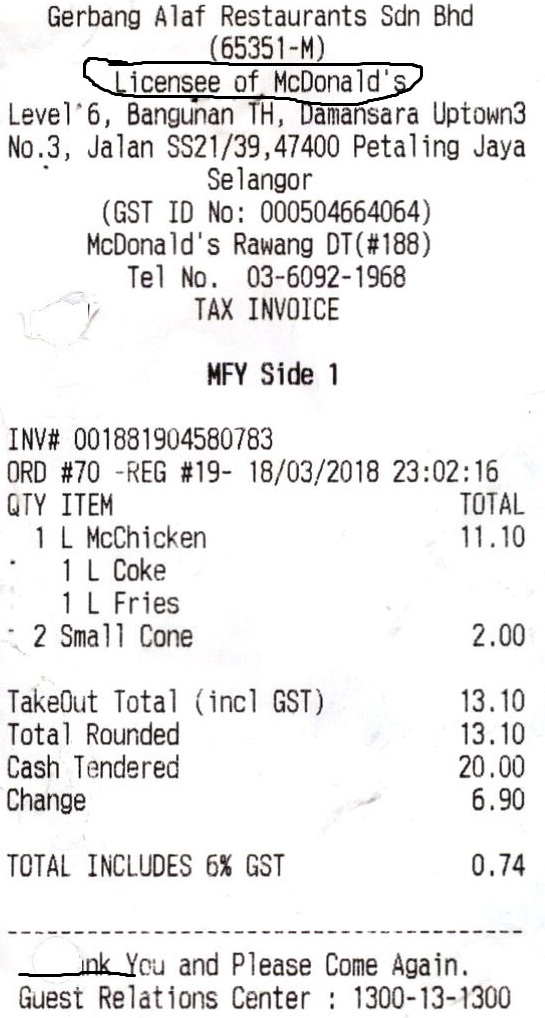 Gerbang Alaf Restaurants Sdn Bhd
(65351-M)
Licensee of McDonald's
Level 6, Bangunan TH, Damansara Uptown3
No.3, Jalan SS21/39,47400 Petaling Jaya
Selangor
(GST ID No: 000504664064)
McDonald's Rawang DT(#188)
Tel No. 03-6092-1968
TAX INVOICE
MFY Side 1
INV# 001881904580783
ORD #70 -REG #19- 18/03/2018 23:02:16
QTY ITEM TOTAL
1 L McChicken 11.10
1 L Coke
1 L Fries
2 Small Cone 2.00
TakeOut Total (incl GST) 13.10
Total Rounded 13.10
Cash Tendered 20.00
Change 6.90
TOTAL INCLUDES 6% GST 0.74
You and Please Come Again.
Guest Relations Center : 1300-13-1300